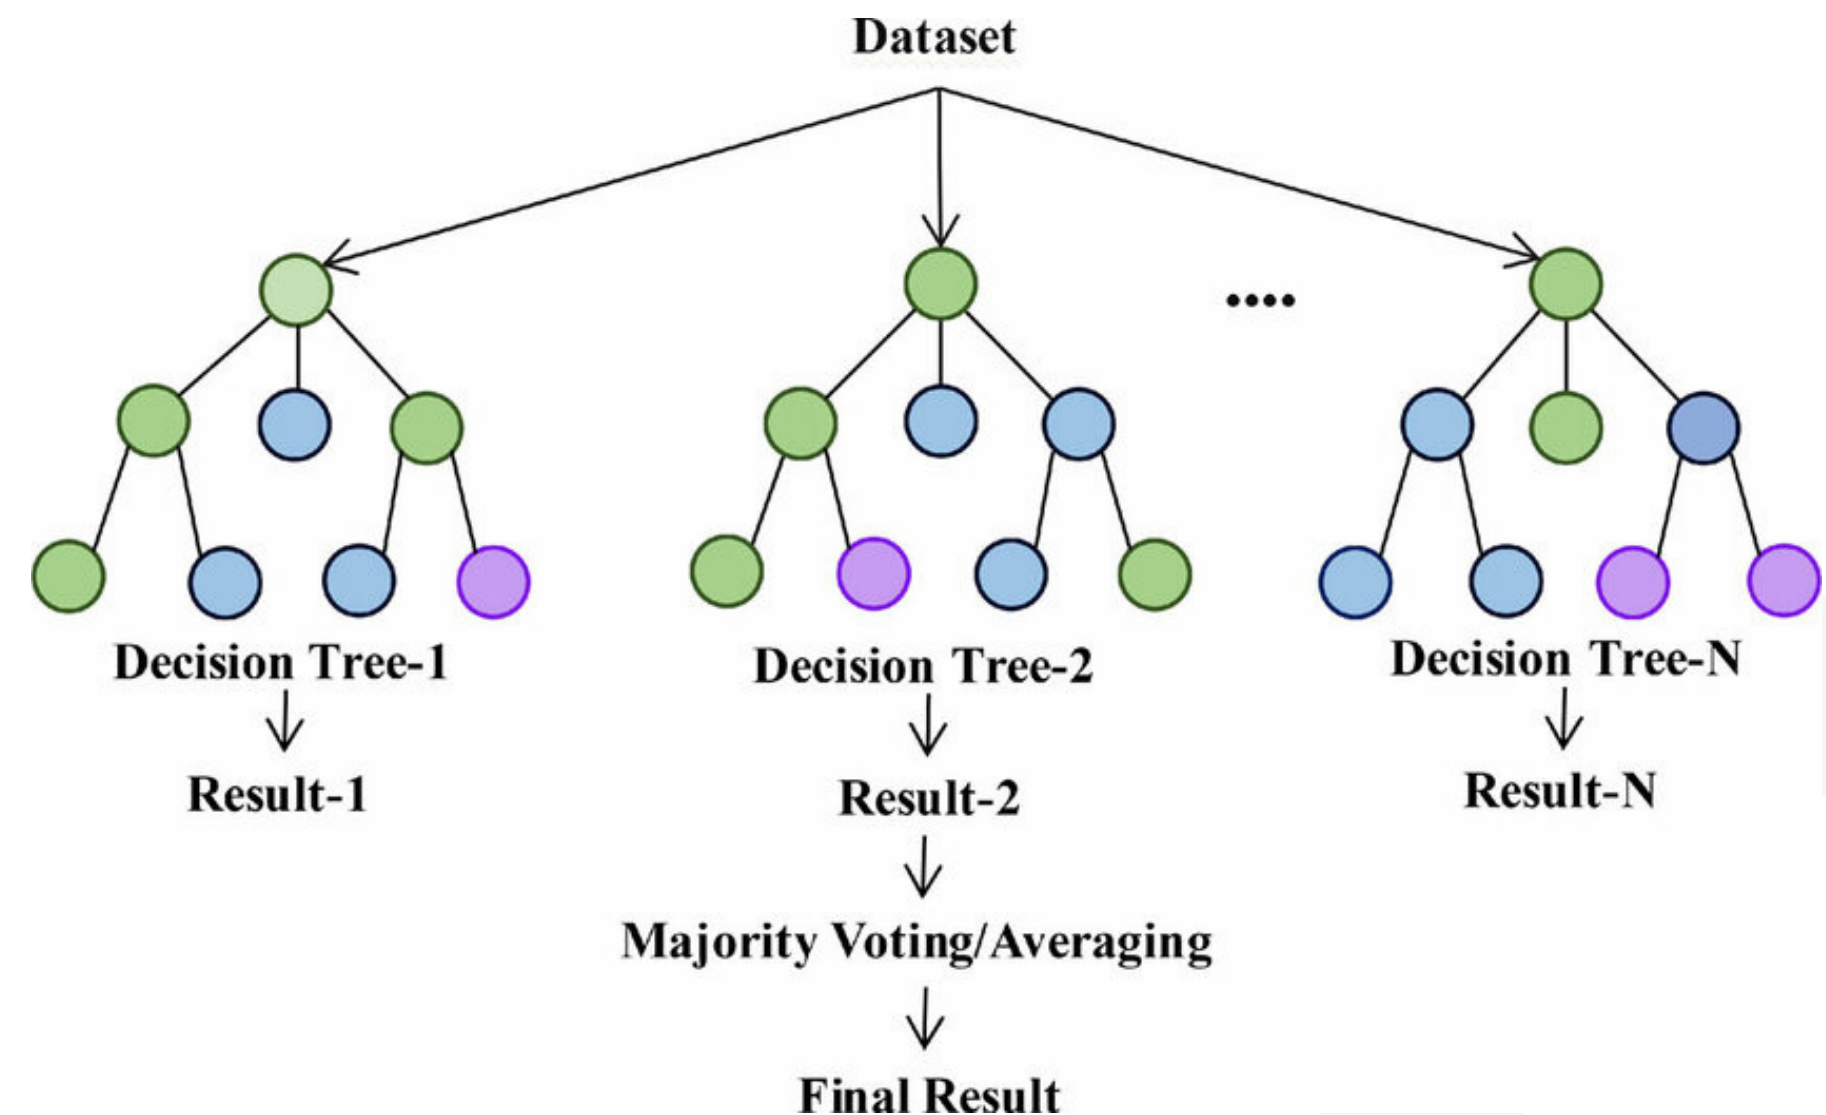 Dataset
....
Decision Tree-1
Decision Tree-2
Decision Tree-N
Result-1
Result-2
Result-N
Majority Voting/Averaging
Final Result